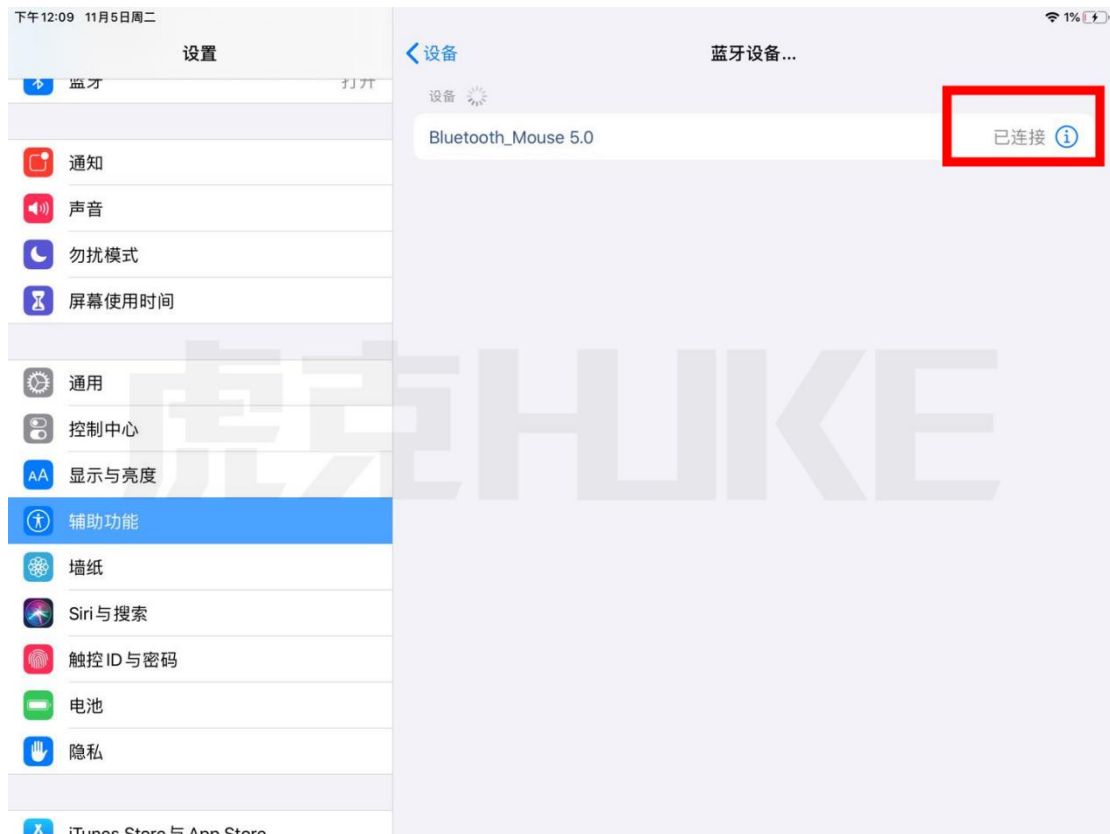 下午12:09 11月5日周二
1%
设置
设备
蓝牙设备...
蓝牙
打开
设备
Bluetooth_Mouse 5.0
已连接
通知
声音
勿扰模式
屏幕使用时间
通用
控制中心
AA
显示与亮度
辅助功能
墙纸
Siri与搜索
触控ID与密码
电池
隐私
iTunes Store与App Store
虎克HUKE